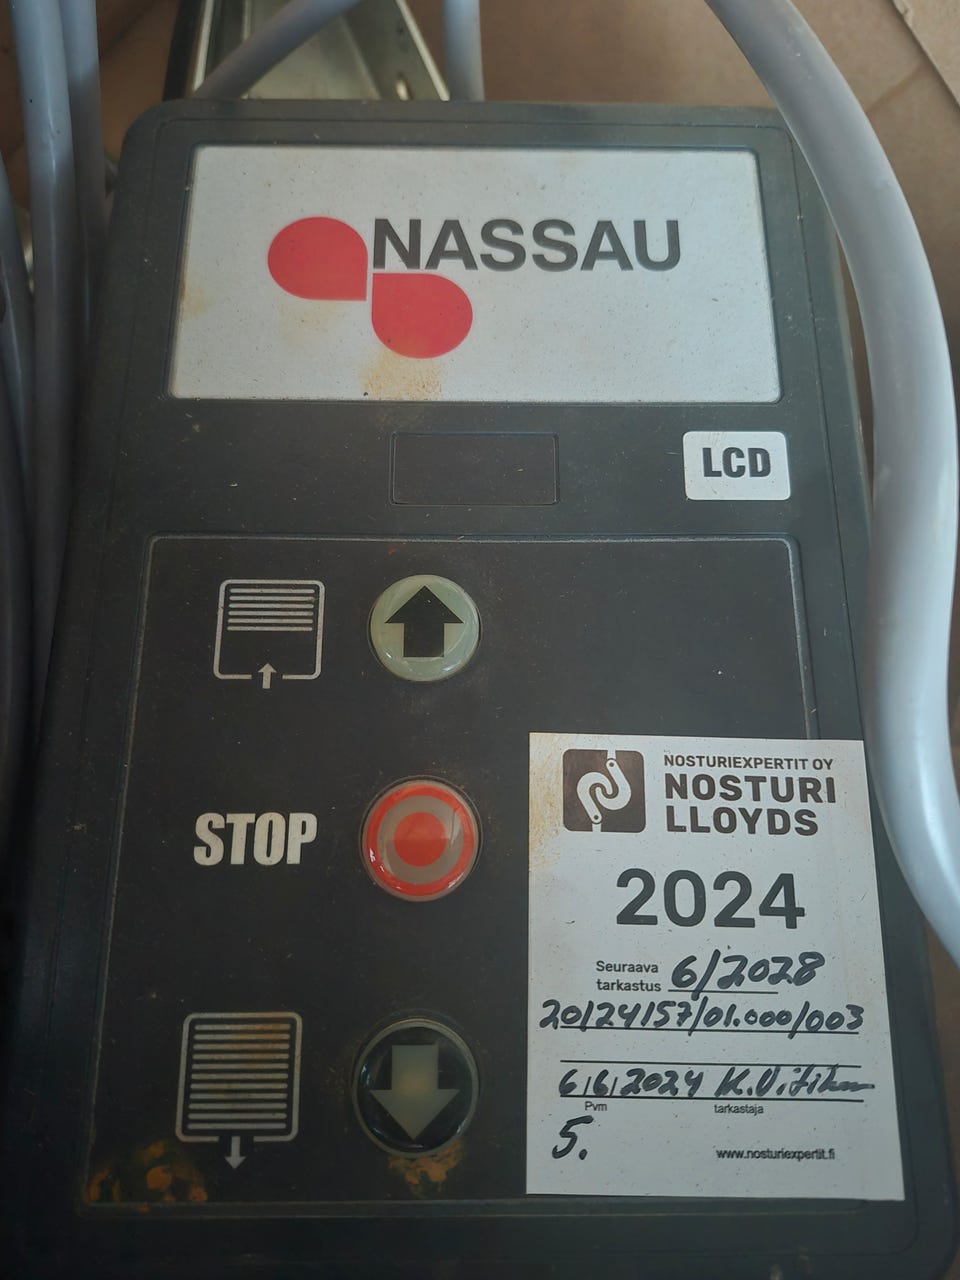 NASSAU
LCD
STOP
NOSTURIEXPERTIT OY
NOSTURI
LLOYDS
2024
Seuraava
tarkastus 6/2028
20/24157/01.000/003
6/6/2024 K.
Pvm tarkastaja
5.
www.nosturiexpertit.fi